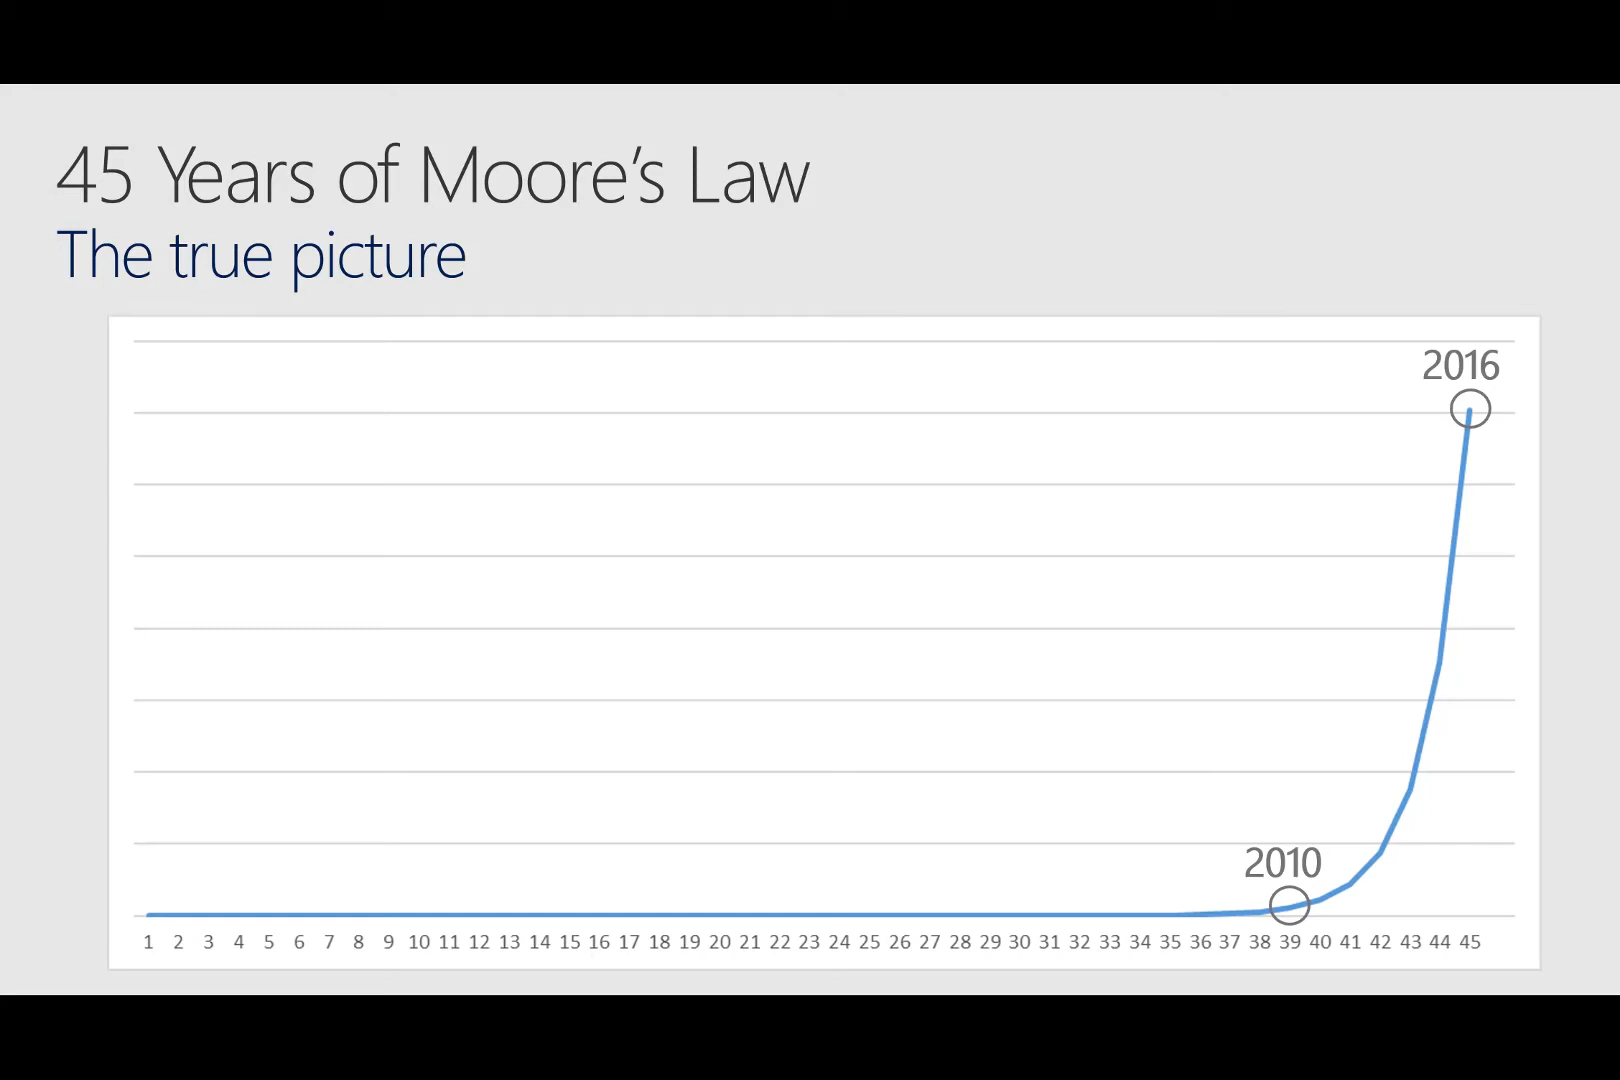 45 Years of Moore’s Law
The true picture
2016
2010
1 2 3 4 5 6 7 8 9 10 11 12 13 14 15 16 17 18 19 20 21 22 23 24 25 26 27 28 29 30 31 32 33 34 35 36 37 38 39 40 41 42 43 44 45